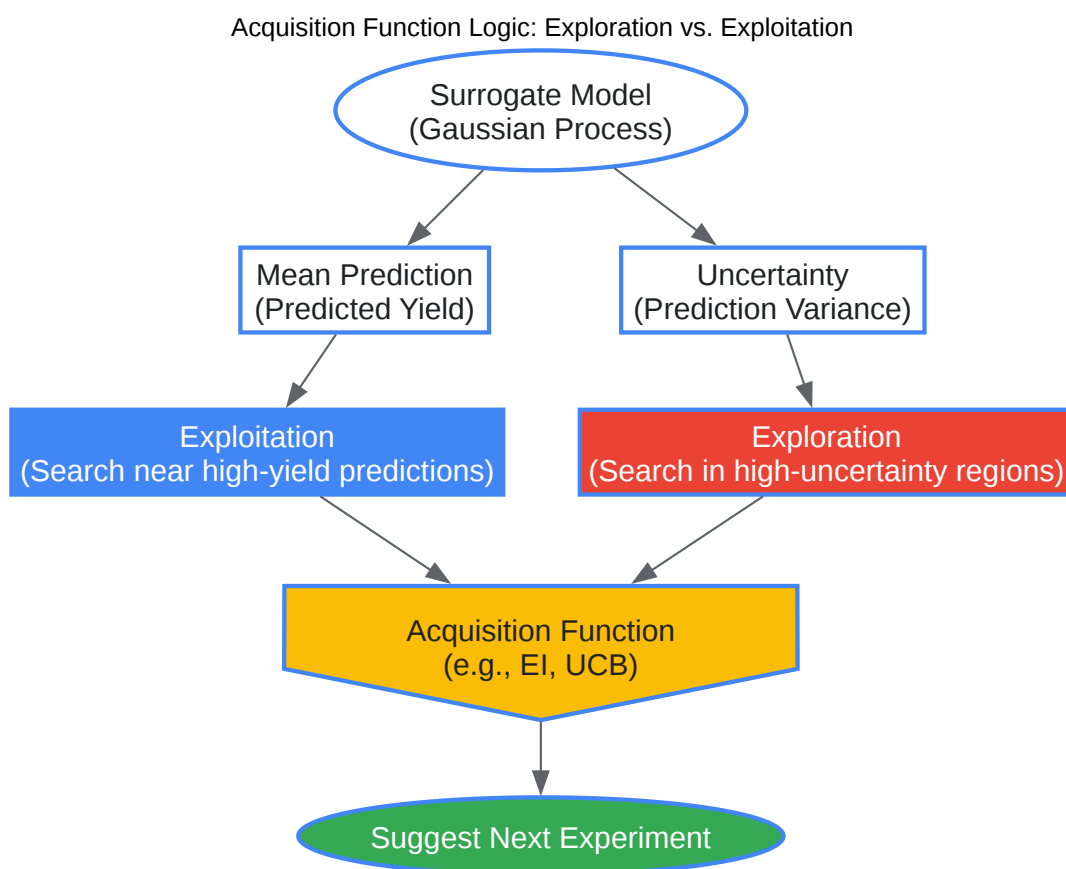 Acquisition Function Logic: Exploration vs. Exploitation
Surrogate Model
(Gaussian Process)
Mean Prediction
(Predicted Yield)
Uncertainty
(Prediction Variance)
Exploitation
(Search near high-yield predictions)
Exploration
(Search in high-uncertainty regions)
Acquisition Function
(e.g., EI, UCB)
Suggest Next Experiment